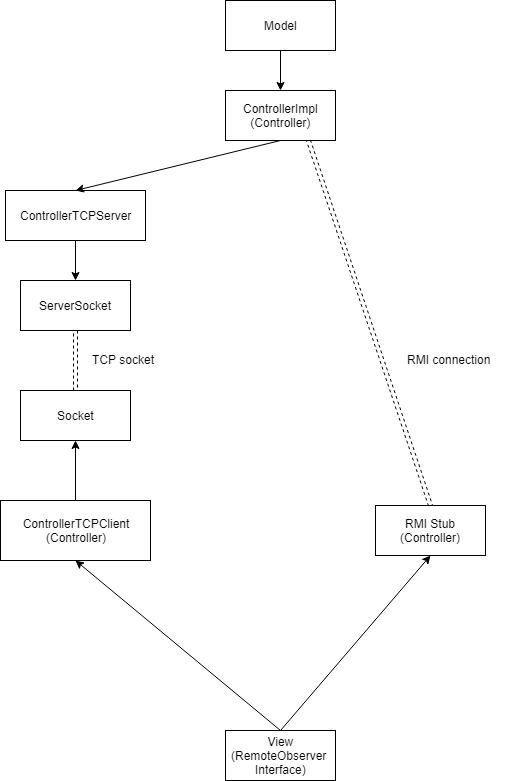 Model
ControllerImpl
(Controller)
ControllerTCPServer
ServerSocket
TCP socket
RMI connection
Socket
ControllerTCPClient
(Controller)
RMI Stub
(Controller)
View
(RemoteObserver
Interface)